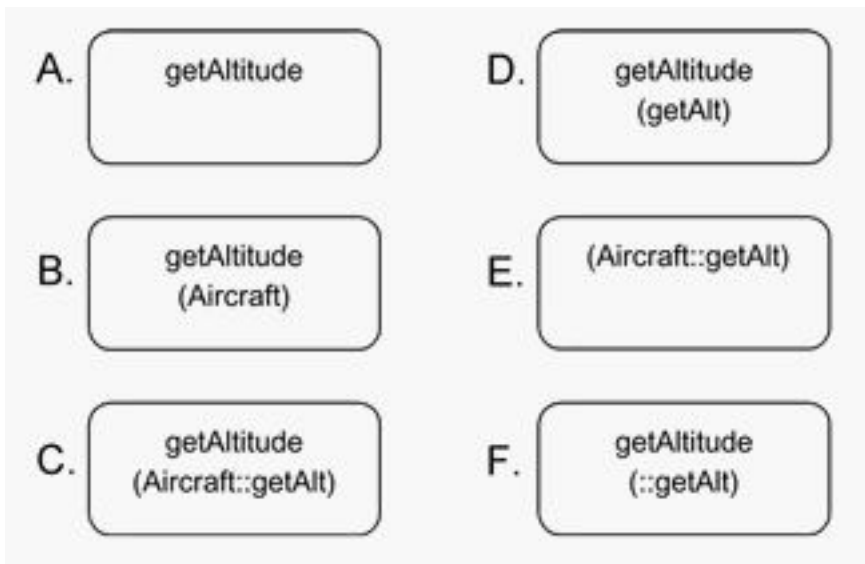 A.
getAltitude
B.
getAltitude
(Aircraft)
C.
getAltitude
(Aircraft::getAlt)
D.
getAltitude
(getAlt)
E.
(Aircraft::getAlt)
F.
getAltitude
(::getAlt)